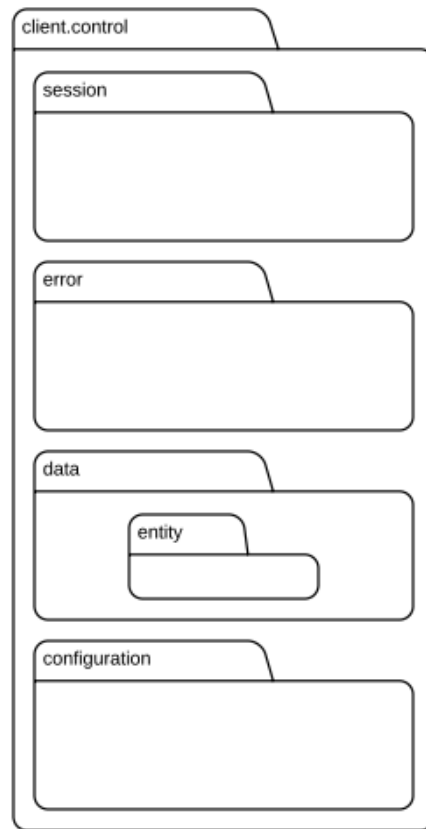 client.control
session
error
data
entity
configuration